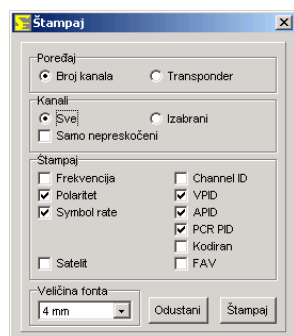 Štampaj
Poređaj
Broj kanala Transponder
Kanali
Sve Izabrani
Samo nepreskočeni
Štampaj
Frekvencija Channel ID
Polaritet VPID
Symbol rate APID
PCR PID
Kodiran
Satelit FAV
Veličina fonta
4 mm Odustani Štampaj